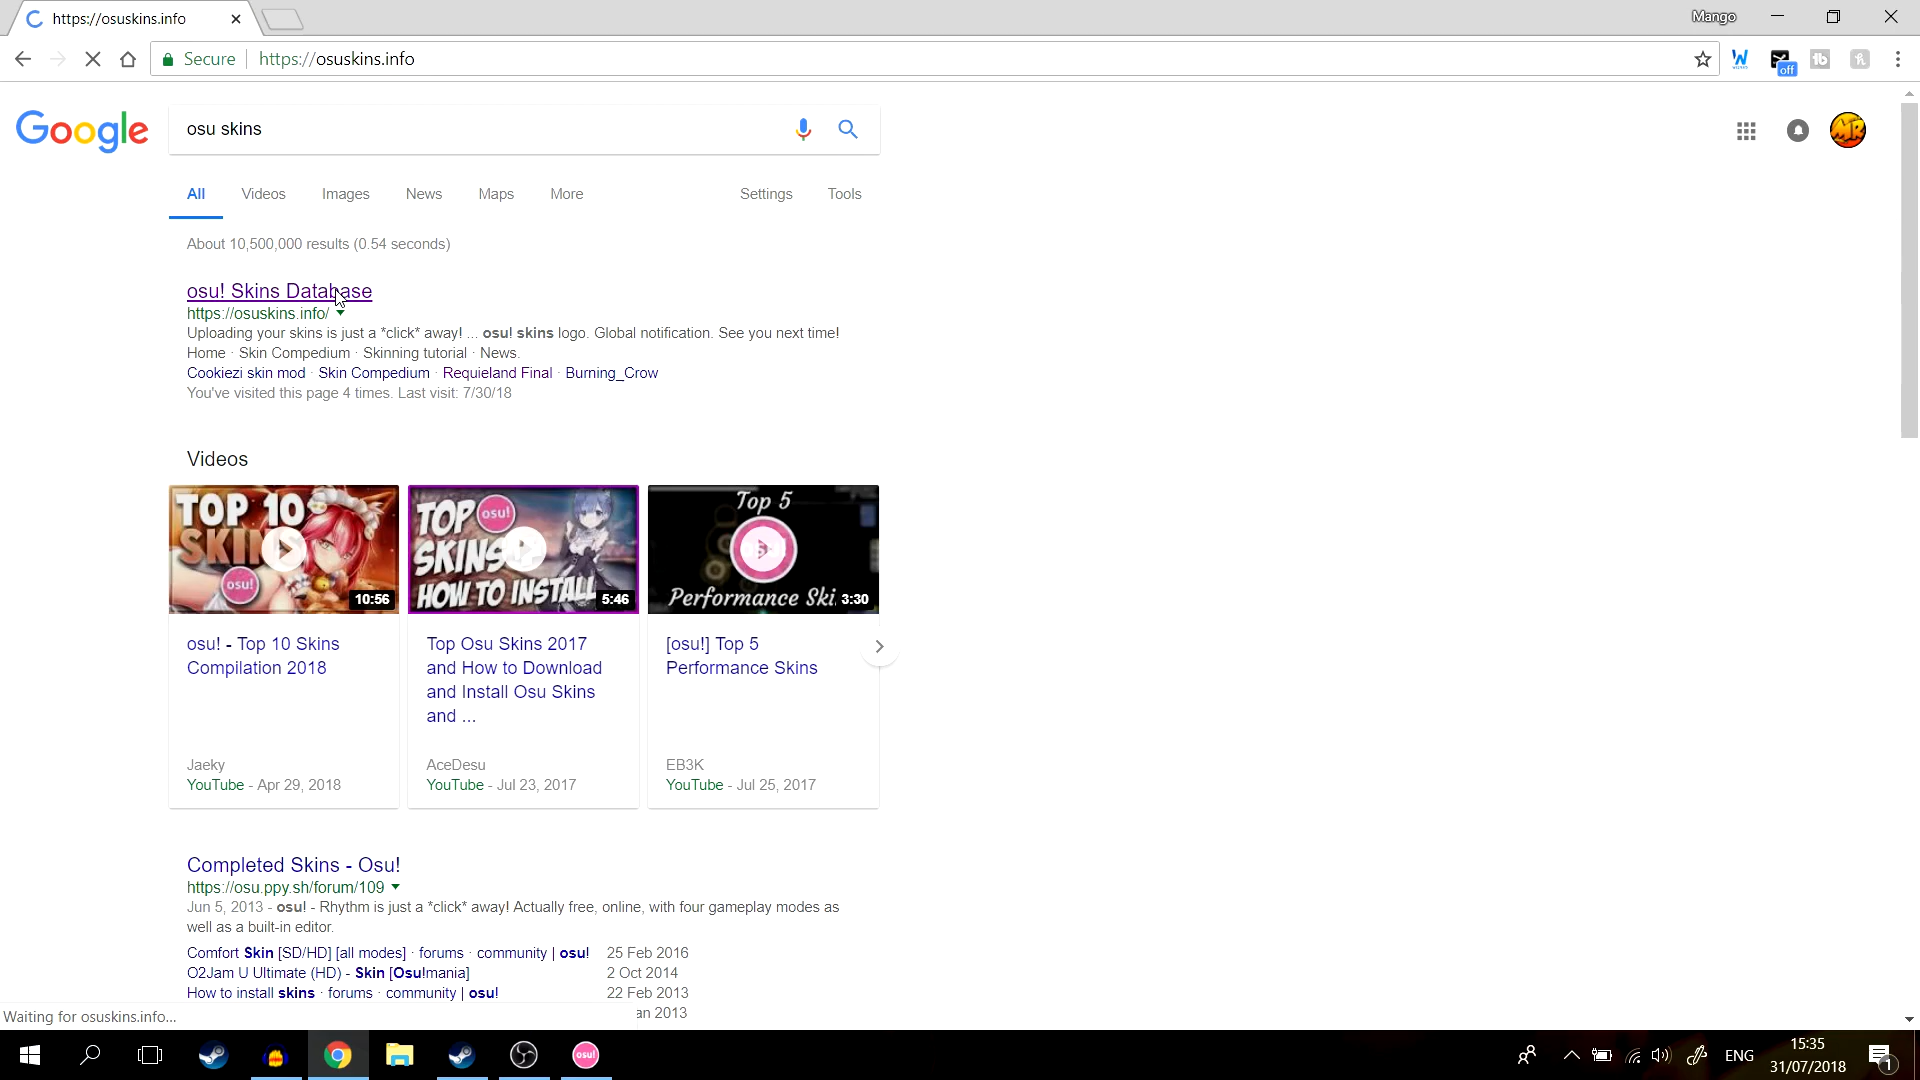 https://osuskins.info
Mango
Secure https://osuskins.info
off
Google osu skins
All Videos Images News Maps More Settings Tools
About 10,500,000 results (0.54 seconds)
osu! Skins Database
https://osuskins.info/
Uploading your skins is just a *click* away! ... osu! skins logo. Global notification. See you next time!
Home · Skin Compedium · Skinning tutorial · News.
Cookiezi skin mod · Skin Compedium · Requieland Final · Burning_Crow
You've visited this page 4 times. Last visit: 7/30/18
Videos
TOP 10
SKINS
osu!
10:56
TOP osu!
SKINS
HOW TO INSTALL
5:46
Top 5
Performance Ski
3:30
osu! - Top 10 Skins
Compilation 2018
Jaeky
YouTube - Apr 29, 2018
Top Osu Skins 2017
and How to Download
and Install Osu Skins
and ...
AceDesu
YouTube - Jul 23, 2017
[osu!] Top 5
Performance Skins
EB3K
YouTube - Jul 25, 2017
Completed Skins - Osu!
https://osu.ppy.sh/forum/109
Jun 5, 2013 - osu! - Rhythm is just a *click* away! Actually free, online, with four gameplay modes as
well as a built-in editor.
Comfort Skin [SD/HD] [all modes] · forums · community | osu! 25 Feb 2016
O2Jam U Ultimate (HD) - Skin [Osu!mania] 2 Oct 2014
How to install skins · forums · community | osu! 22 Feb 2013
an 2013
Waiting for osuskins.info...
osu!
ENG
15:35
31/07/2018
1